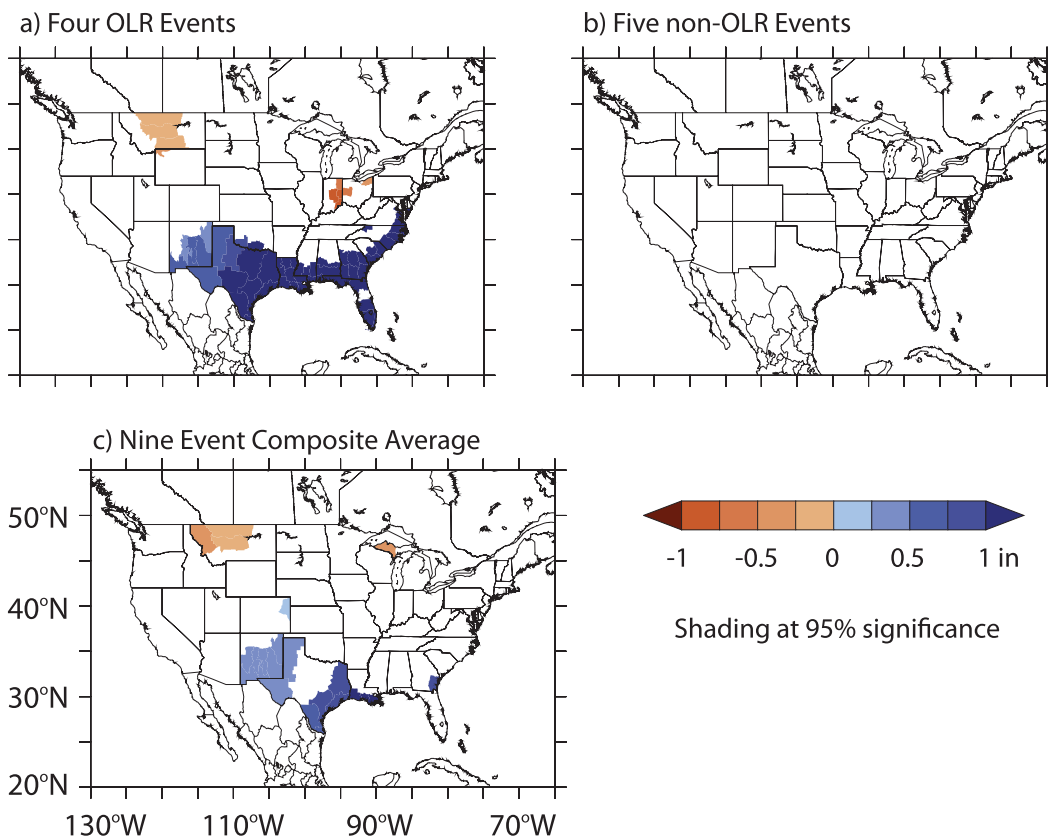 a) Four OLR Events
b) Five non-OLR Events
c) Nine Event Composite Average
50°N
40°N
30°N
20°N
130°W 110°W 90°W 70°W
-1 -0.5 0 0.5 1 in
Shading at 95% significance